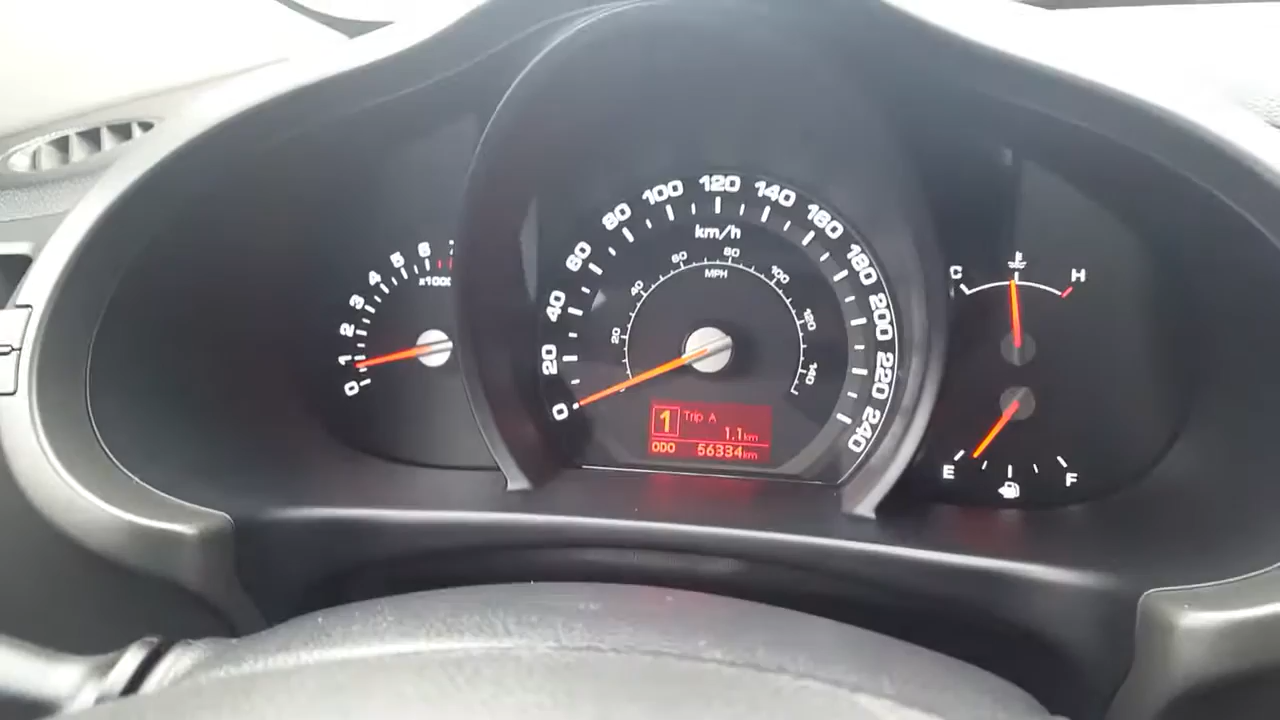 0 1 2 3 4 5 6
x1000
0 20 40 60 80 100 120 140 160 180 200 220 240
km/h
20 40 60 80 100 120 140
MPH
1 Trip A
1.1km
ODO 56334km
C H
E F